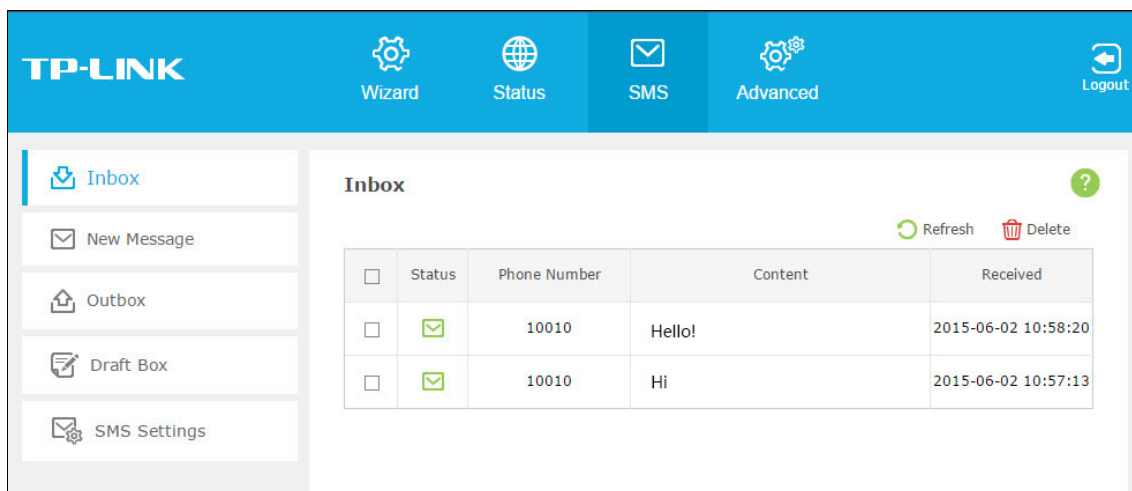 TP-LINK
Wizard
Status
SMS
Advanced
Logout
Inbox
New Message
Outbox
Draft Box
SMS Settings
Inbox
?
Refresh Delete
Status Phone Number Content Received
10010 Hello! 2015-06-02 10:58:20
10010 Hi 2015-06-02 10:57:13